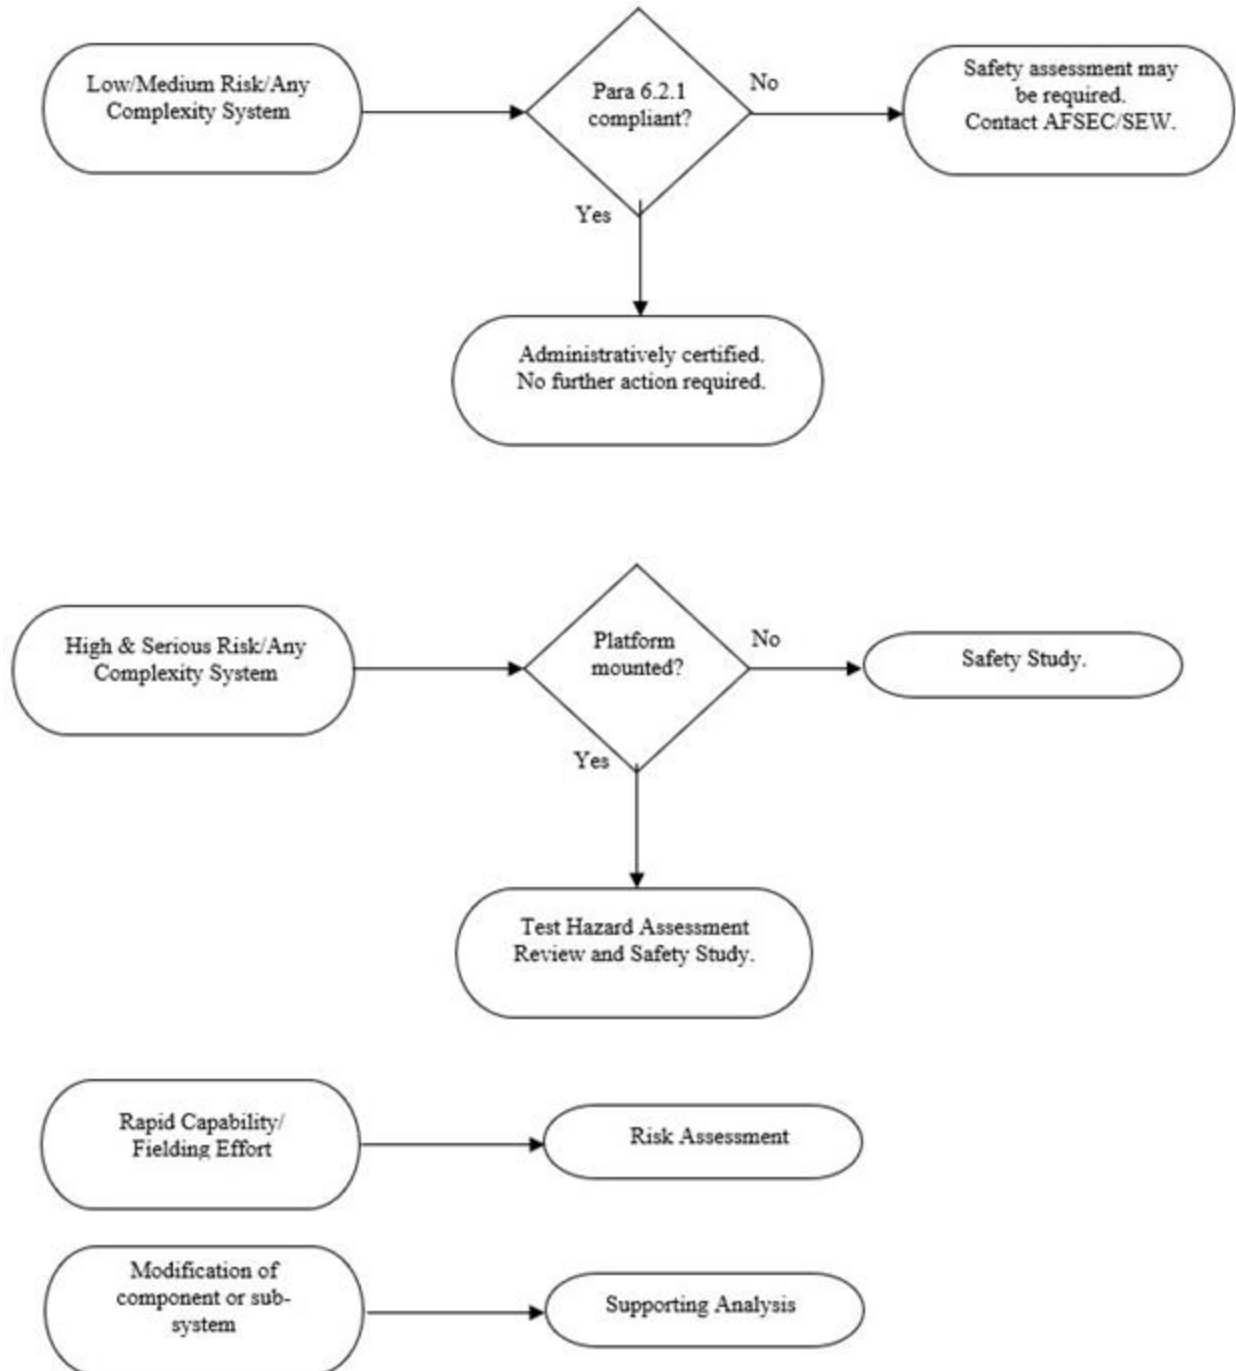 Low/Medium Risk/Any
Complexity System
Para 6.2.1
compliant?
No
Safety assessment may
be required.
Contact AFSEC/SEW.
Yes
Administratively certified.
No further action required.
High & Serious Risk/Any
Complexity System
Platform
mounted?
No
Safety Study.
Yes
Test Hazard Assessment
Review and Safety Study.
Rapid Capability/
Fielding Effort
Risk Assessment
Modification of
component or sub-
system
Supporting Analysis